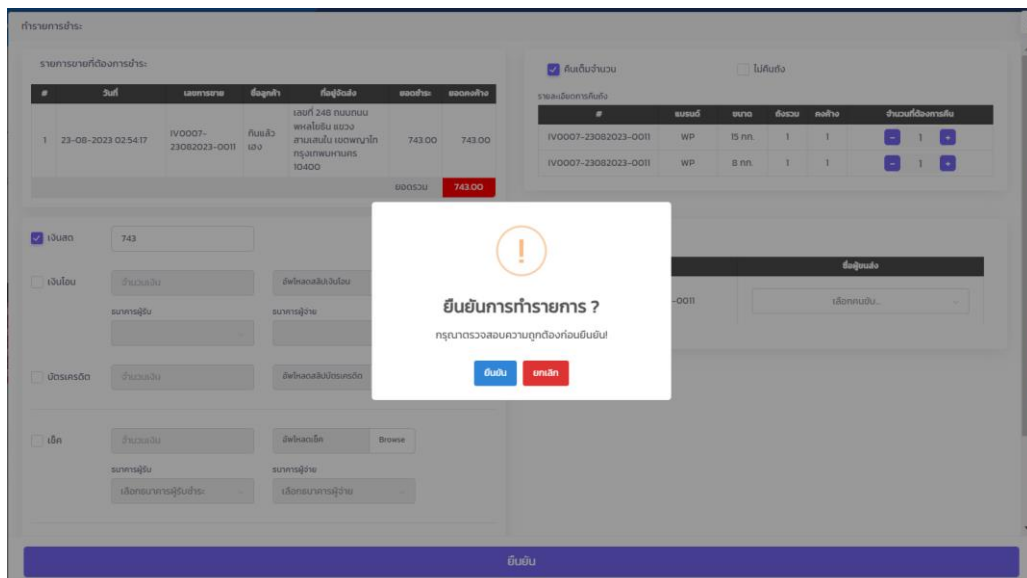 ทำรายการชำระ
รายการขายที่ต้องการชำระ
# วันที่ เลขการขาย ชื่อลูกค้า ที่อยู่จัดส่ง ยอดชำระ ยอดคงค้าง
1 23-08-2023 02:54:17 IV0007-23082023-0011 กินแล้วเอง เลขที่ 248 ถนนถนนพหลโยธิน แขวงสามเสนใน เขตพญาไท กรุงเทพมหานคร 10400 743.00 743.00
ยอดรวม 743.00
คืนเต็มจำนวน ไม่คืนถัง
รายละเอียดการคืนถัง
# แบรนด์ ขนาด ถังรวม คงค้าง จำนวนที่ต้องการคืน
IV0007-23082023-0011 WP 15 กก. 1 1 - 1 +
IV0007-23082023-0011 WP 8 กก. 1 1 - 1 +
เงินสด 743
เงินโอน จำนวนเงิน อัพโหลดสลิปเงินโอน
ธนาคารผู้รับ ธนาคารผู้จ่าย
บัตรเครดิต จำนวนเงิน อัพโหลดสลิปบัตรเครดิต
เช็ค จำนวนเงิน อัพโหลดเช็ค Browse
ธนาคารผู้รับ ธนาคารผู้จ่าย
เลือกธนาคารผู้รับชำระ เลือกธนาคารผู้จ่าย
ชื่อผู้ขนส่ง
-0011 เลือกคนขับ...
!
ยืนยันการทำรายการ ?
กรุณาตรวจสอบความถูกต้องก่อนยืนยัน!
ยืนยัน ยกเลิก
ยืนยัน